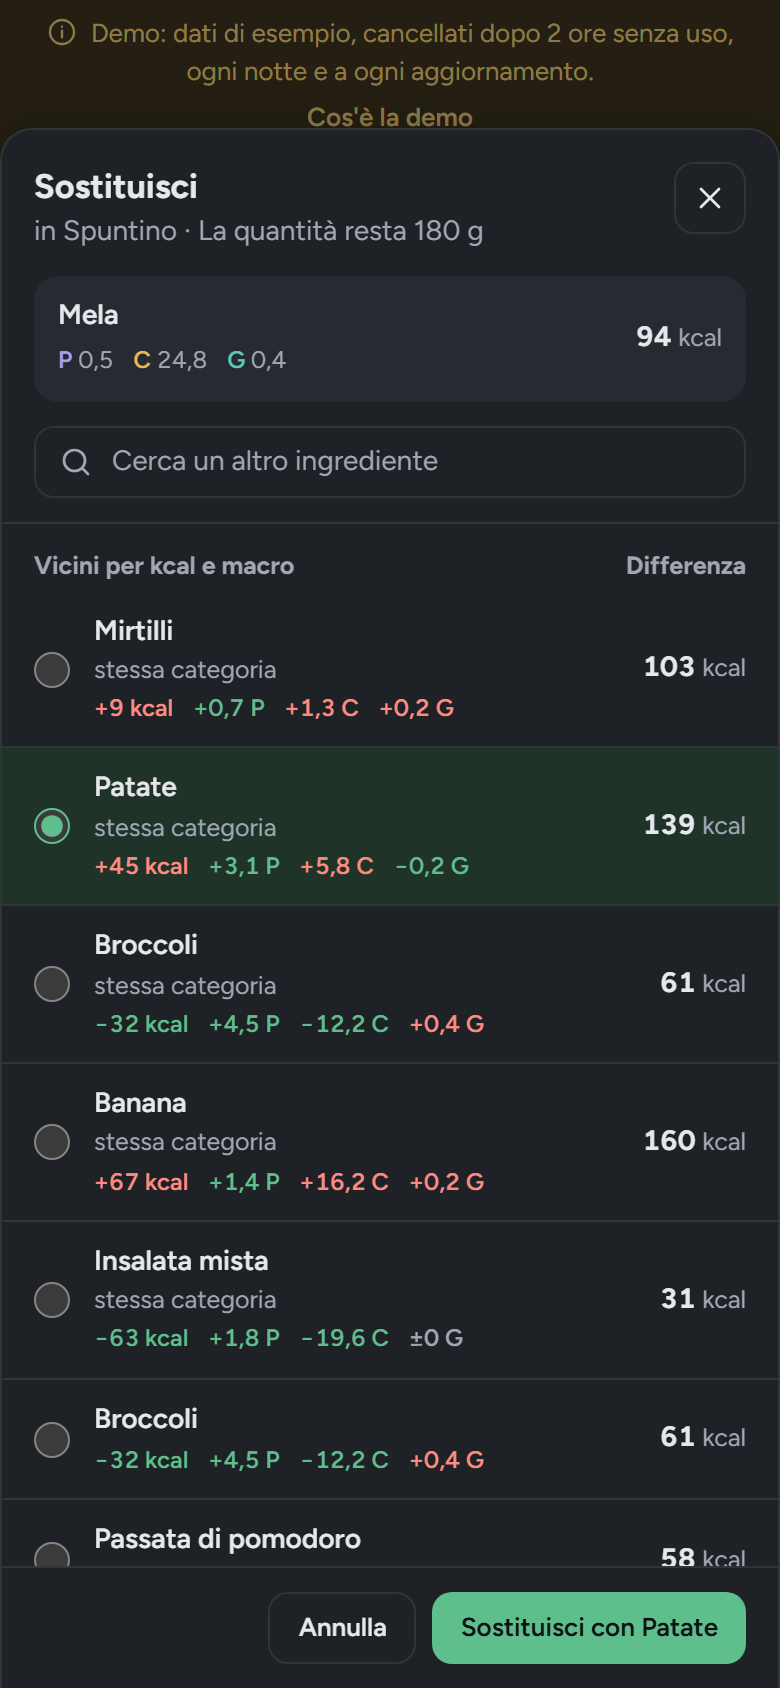 Demo: dati di esempio, cancellati dopo 2 ore senza uso,
ogni notte e a ogni aggiornamento.
Cos'è la demo
Sostituisci
in Spuntino · La quantità resta 180 g
Mela
P 0,5 C 24,8 G 0,4
94 kcal
Cerca un altro ingrediente
Vicini per kcal e macro
Differenza
Mirtilli
stessa categoria
+9 kcal +0,7 P +1,3 C +0,2 G
103 kcal
Patate
stessa categoria
+45 kcal +3,1 P +5,8 C −0,2 G
139 kcal
Broccoli
stessa categoria
−32 kcal +4,5 P −12,2 C +0,4 G
61 kcal
Banana
stessa categoria
+67 kcal +1,4 P +16,2 C +0,2 G
160 kcal
Insalata mista
stessa categoria
−63 kcal +1,8 P −19,6 C ±0 G
31 kcal
Broccoli
−32 kcal +4,5 P −12,2 C +0,4 G
61 kcal
Passata di pomodoro
58 kcal
Annulla
Sostituisci con Patate